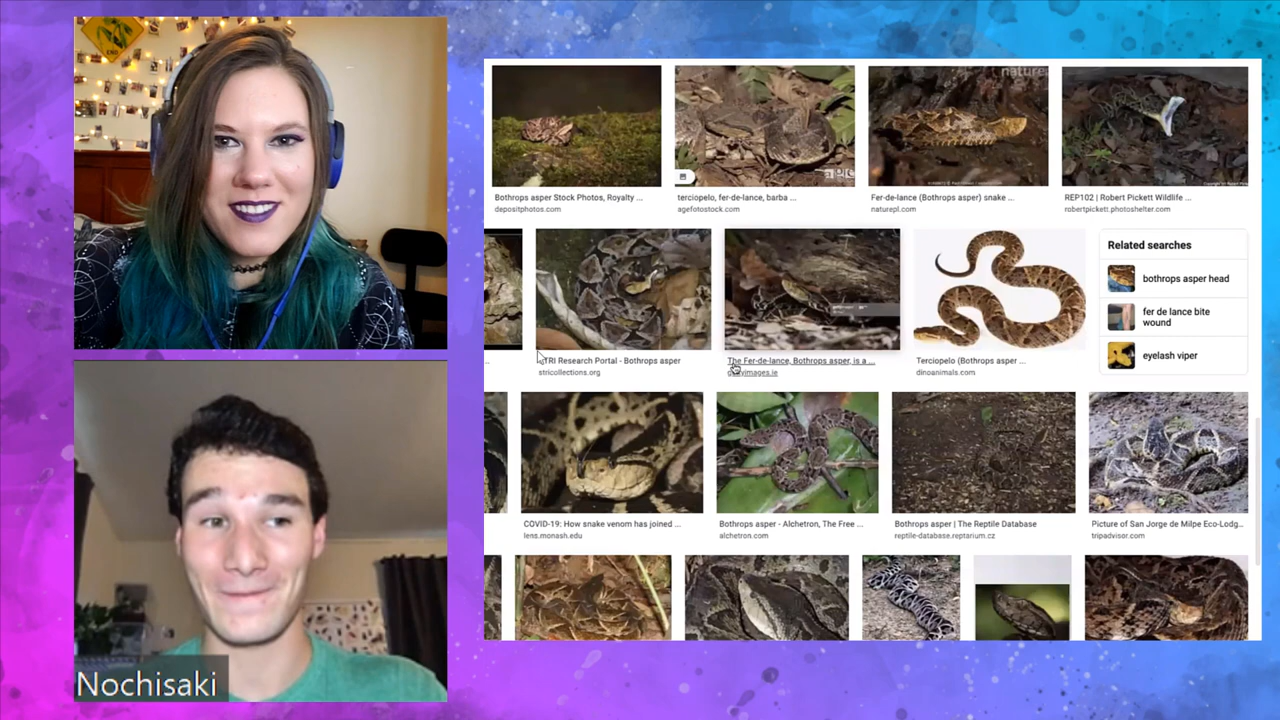 END
nature
age
Bothrops asper Stock Photos, Royalty ...
depositphotos.com
terciopelo, fer-de-lance, barba ...
agefotostock.com
Fer-de-lance (Bothrops asper) snake ...
naturepl.com
REP102 | Robert Pickett Wildlife ...
robertpickett.photoshelter.com
Related searches
bothrops asper head
fer de lance bite
wound
eyelash viper
...
TRI Research Portal - Bothrops asper
stricollections.org
The Fer-de-lance, Bothrops asper, is a ...
Terciopelo (Bothrops asper ...
dinoanimals.com
COVID-19: How snake venom has joined ...
lens.monash.edu
Bothrops asper - Alchetron, The Free ...
alchetron.com
Bothrops asper | The Reptile Database
reptile-database.reptarium.cz
Picture of San Jorge de Milpe Eco-Lodg...
tripadvisor.com
Nochisaki